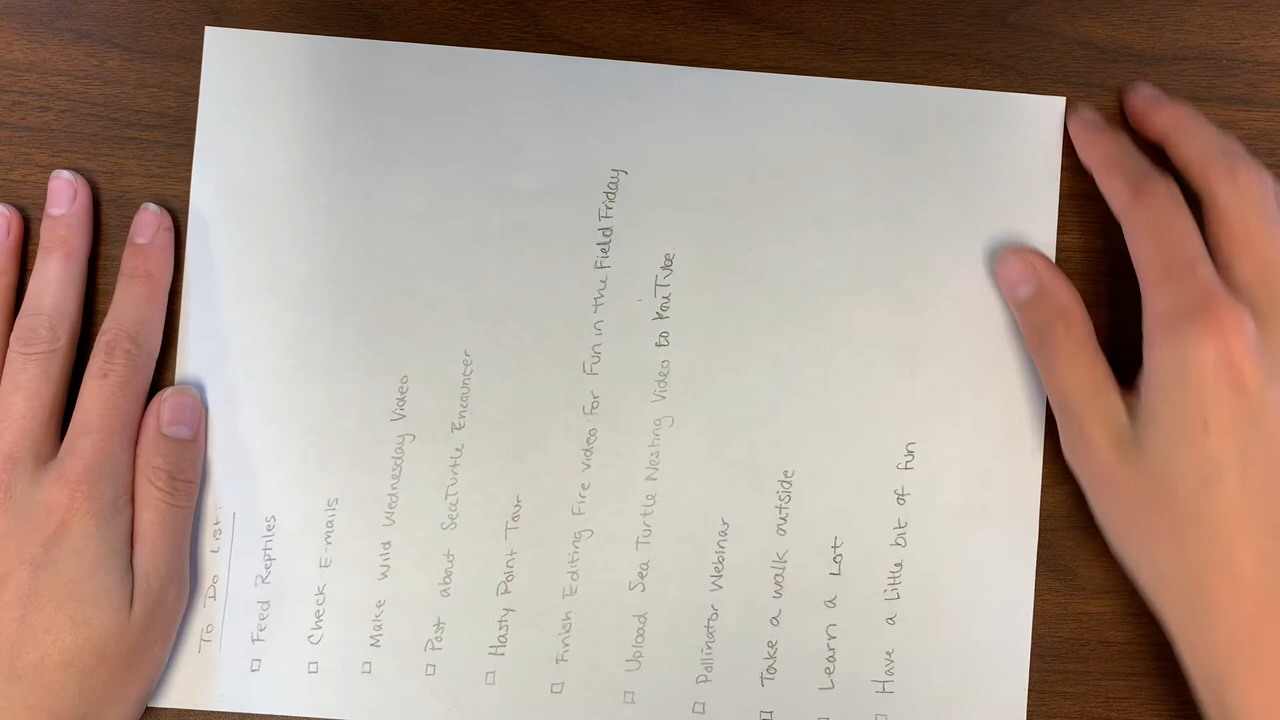 To Do List:
□ Feed Reptiles
□ Check E-mails
□ Make Wild Wednesday Video
□ Post about SeaTurtle Encounter
□ Hasty Point Tour
□ Finish Editing Fire video for Fun in the Field Friday
□ Upload Sea Turtle Nesting Video to YouTube
□ Pollinator Webinar
□ Take a walk outside
□ Learn a Lot
□ Have a little bit of fun